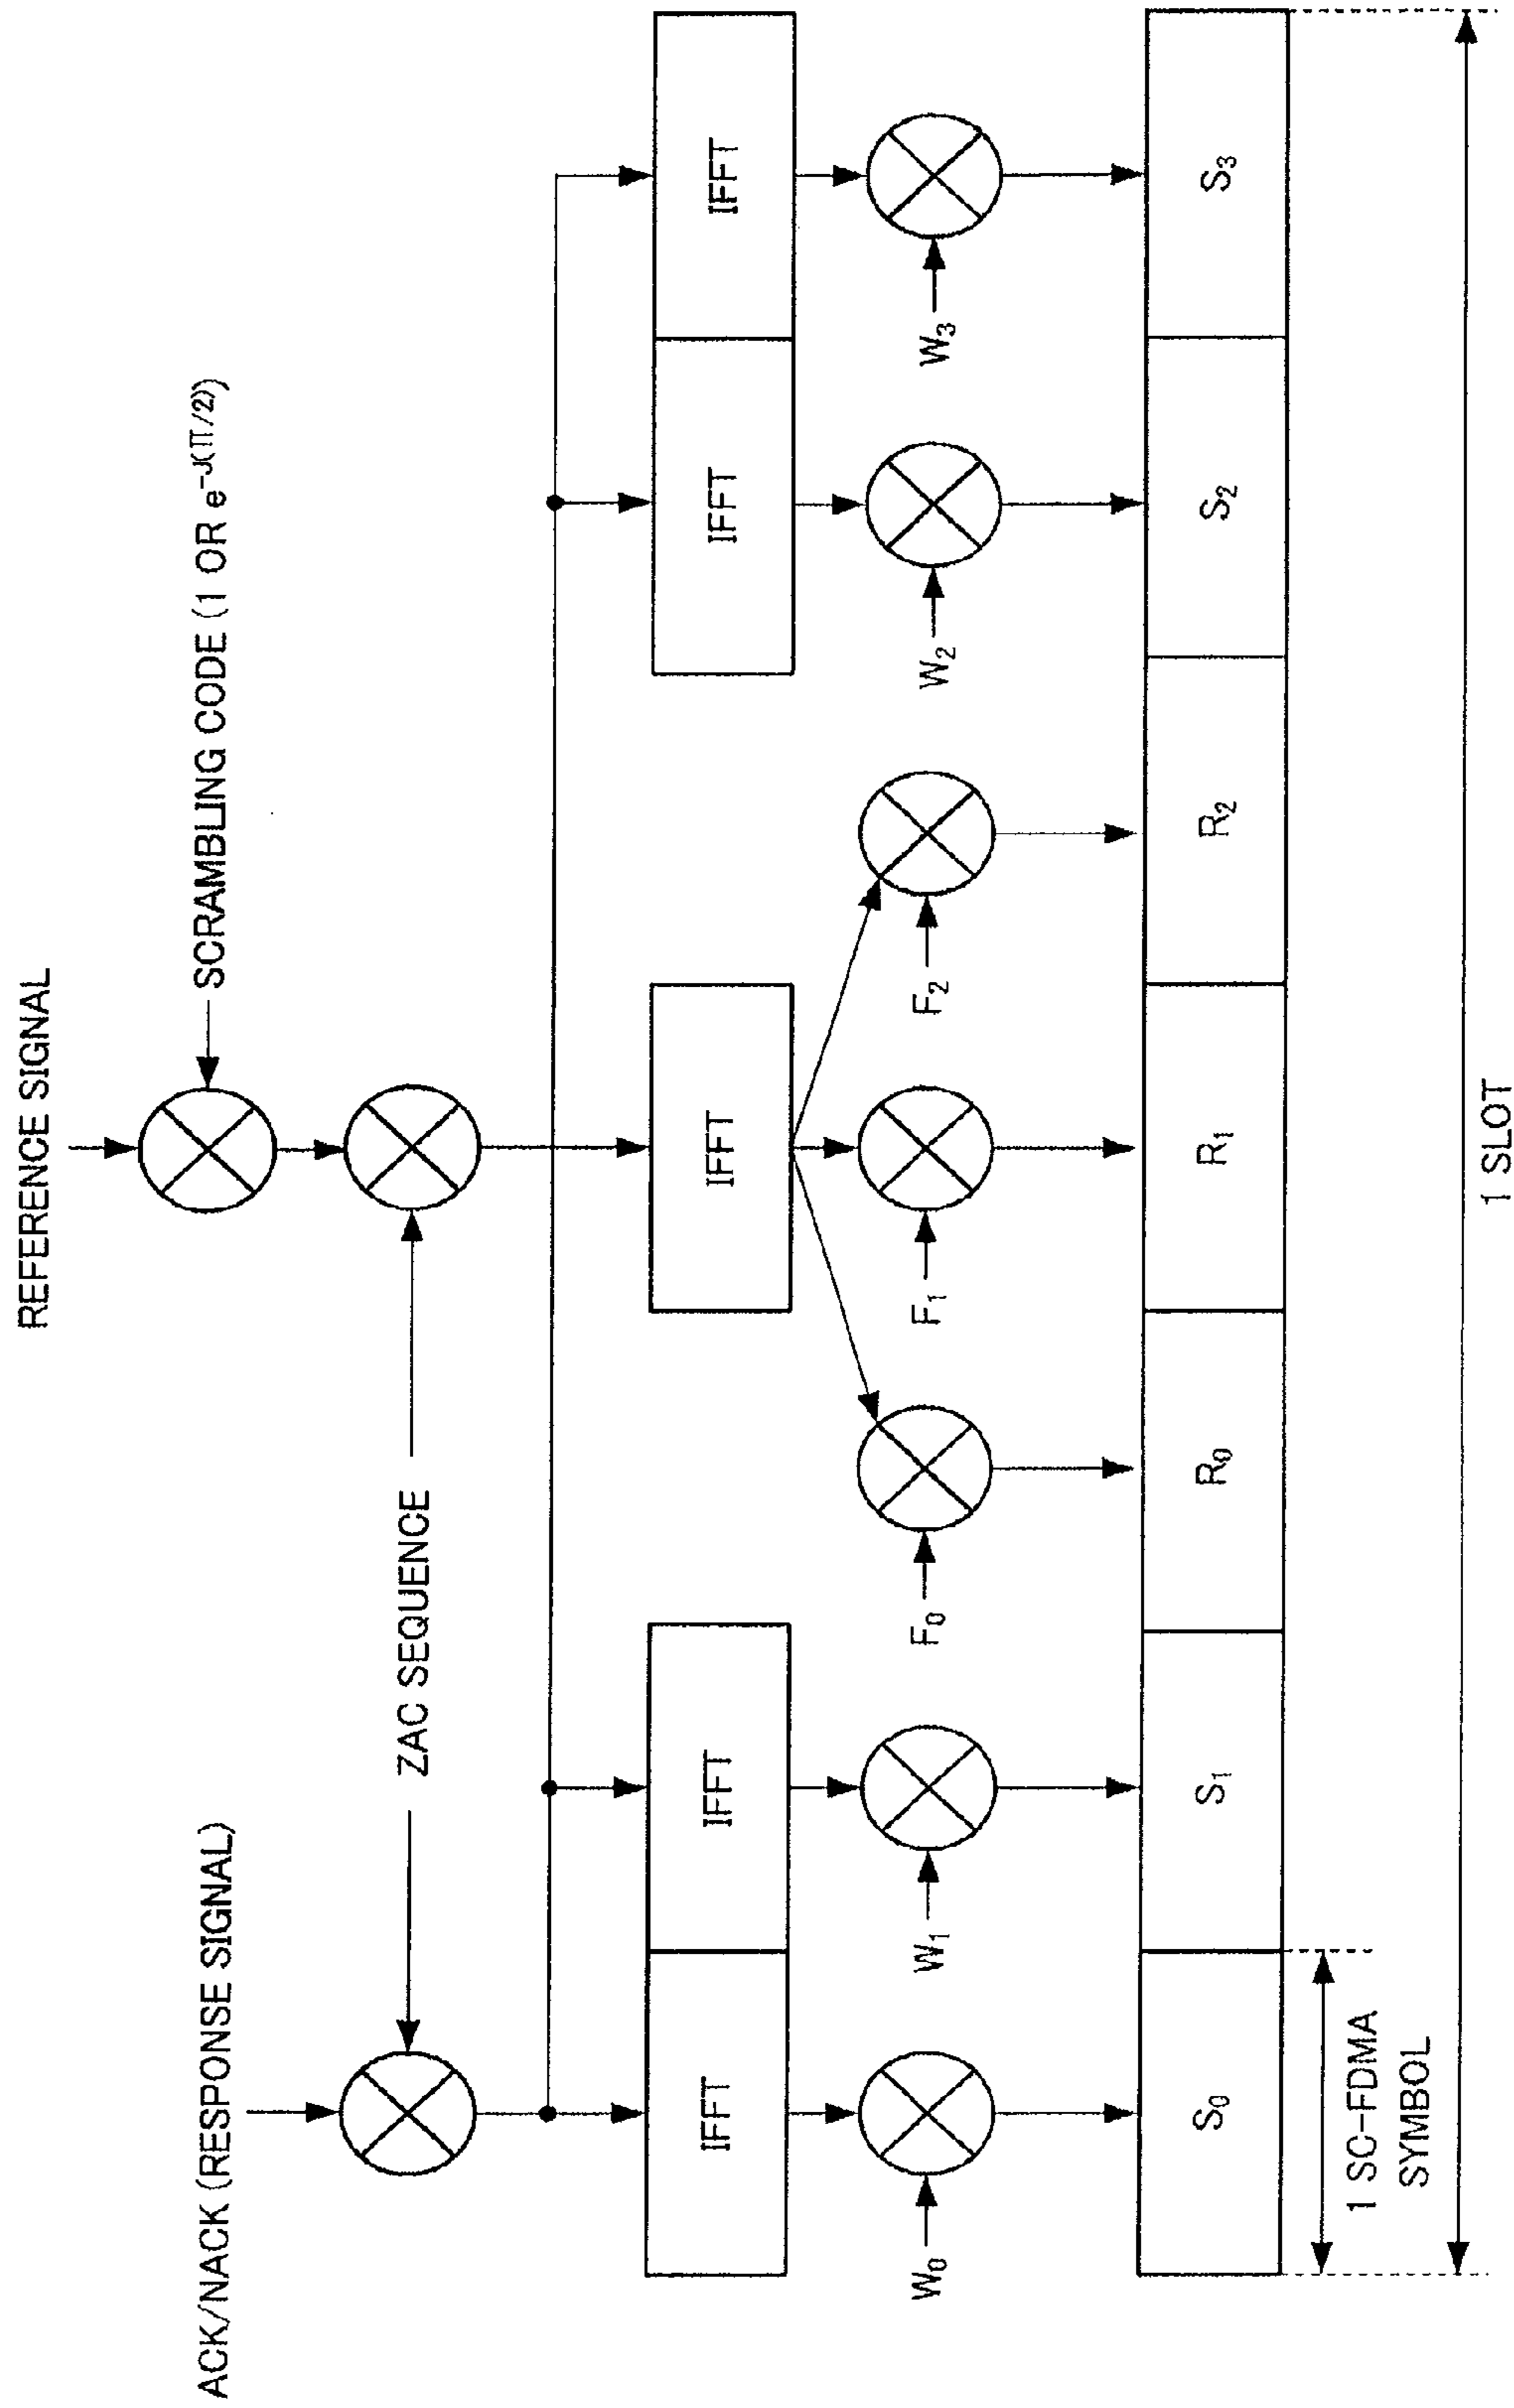 REFERENCE SIGNAL
SCRAMBLING CODE (1 OR e^-J(π/2))
ACK/NACK (RESPONSE SIGNAL)
ZAC SEQUENCE
IFFT
IFFT
IFFT
IFFT
IFFT
W0
W1
F0
F1
F2
W2
W3
S0
S1
R0
R1
R2
S2
S3
1 SC-FDMA
SYMBOL
1 SLOT